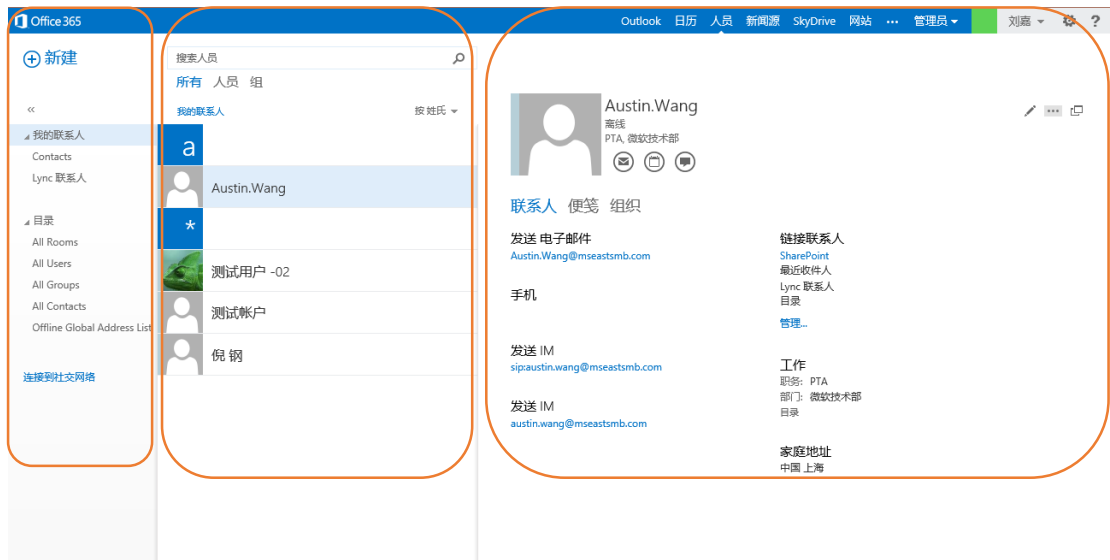 Office 365
Outlook 日历 人员 新闻源 SkyDrive 网站 ••• 管理员 刘嘉 ?
新建
«
我的联系人
Contacts
Lync 联系人
目录
All Rooms
All Users
All Groups
All Contacts
Offline Global Address List
连接到社交网络
搜索人员
所有 人员 组
我的联系人 按姓氏
a
Austin.Wang
*
测试用户 -02
测试帐户
倪 钢
Austin.Wang
离线
PTA, 微软技术部
联系人 便笺 组织
发送 电子邮件
Austin.Wang@mseastsmb.com
手机
发送 IM
sip:austin.wang@mseastsmb.com
发送 IM
austin.wang@mseastsmb.com
链接联系人
SharePoint
最近收件人
Lync 联系人
目录
管理...
工作
职务: PTA
部门: 微软技术部
目录
家庭地址
中国 上海